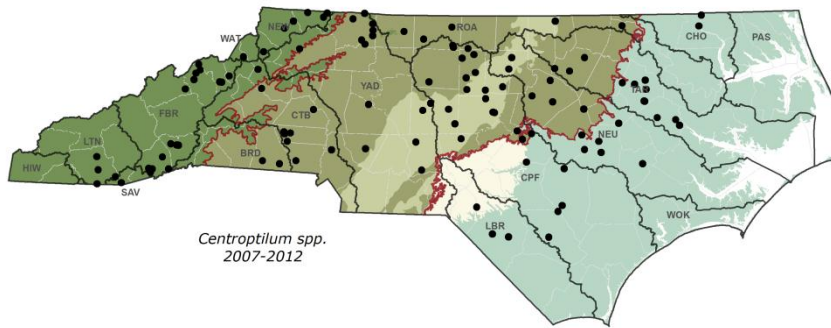 NEW
ROA
CHO
PAS
WAT
YAD
TAR
FBR
CTB
NEU
LTN
BRD
HIW
CPF
SAV
WOK
LBR
Centroptilum spp.
2007-2012